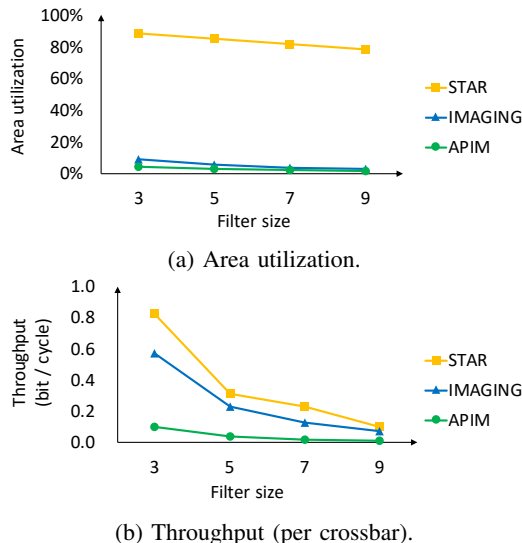 100%
80%
60%
40%
20%
0%
Area utilization
3 5 7 9
Filter size
STAR
IMAGING
APIM
(a) Area utilization.
1.0
0.8
0.6
0.4
0.2
0.0
Throughput
(bit / cycle)
3 5 7 9
Filter size
STAR
IMAGING
APIM
(b) Throughput (per crossbar).